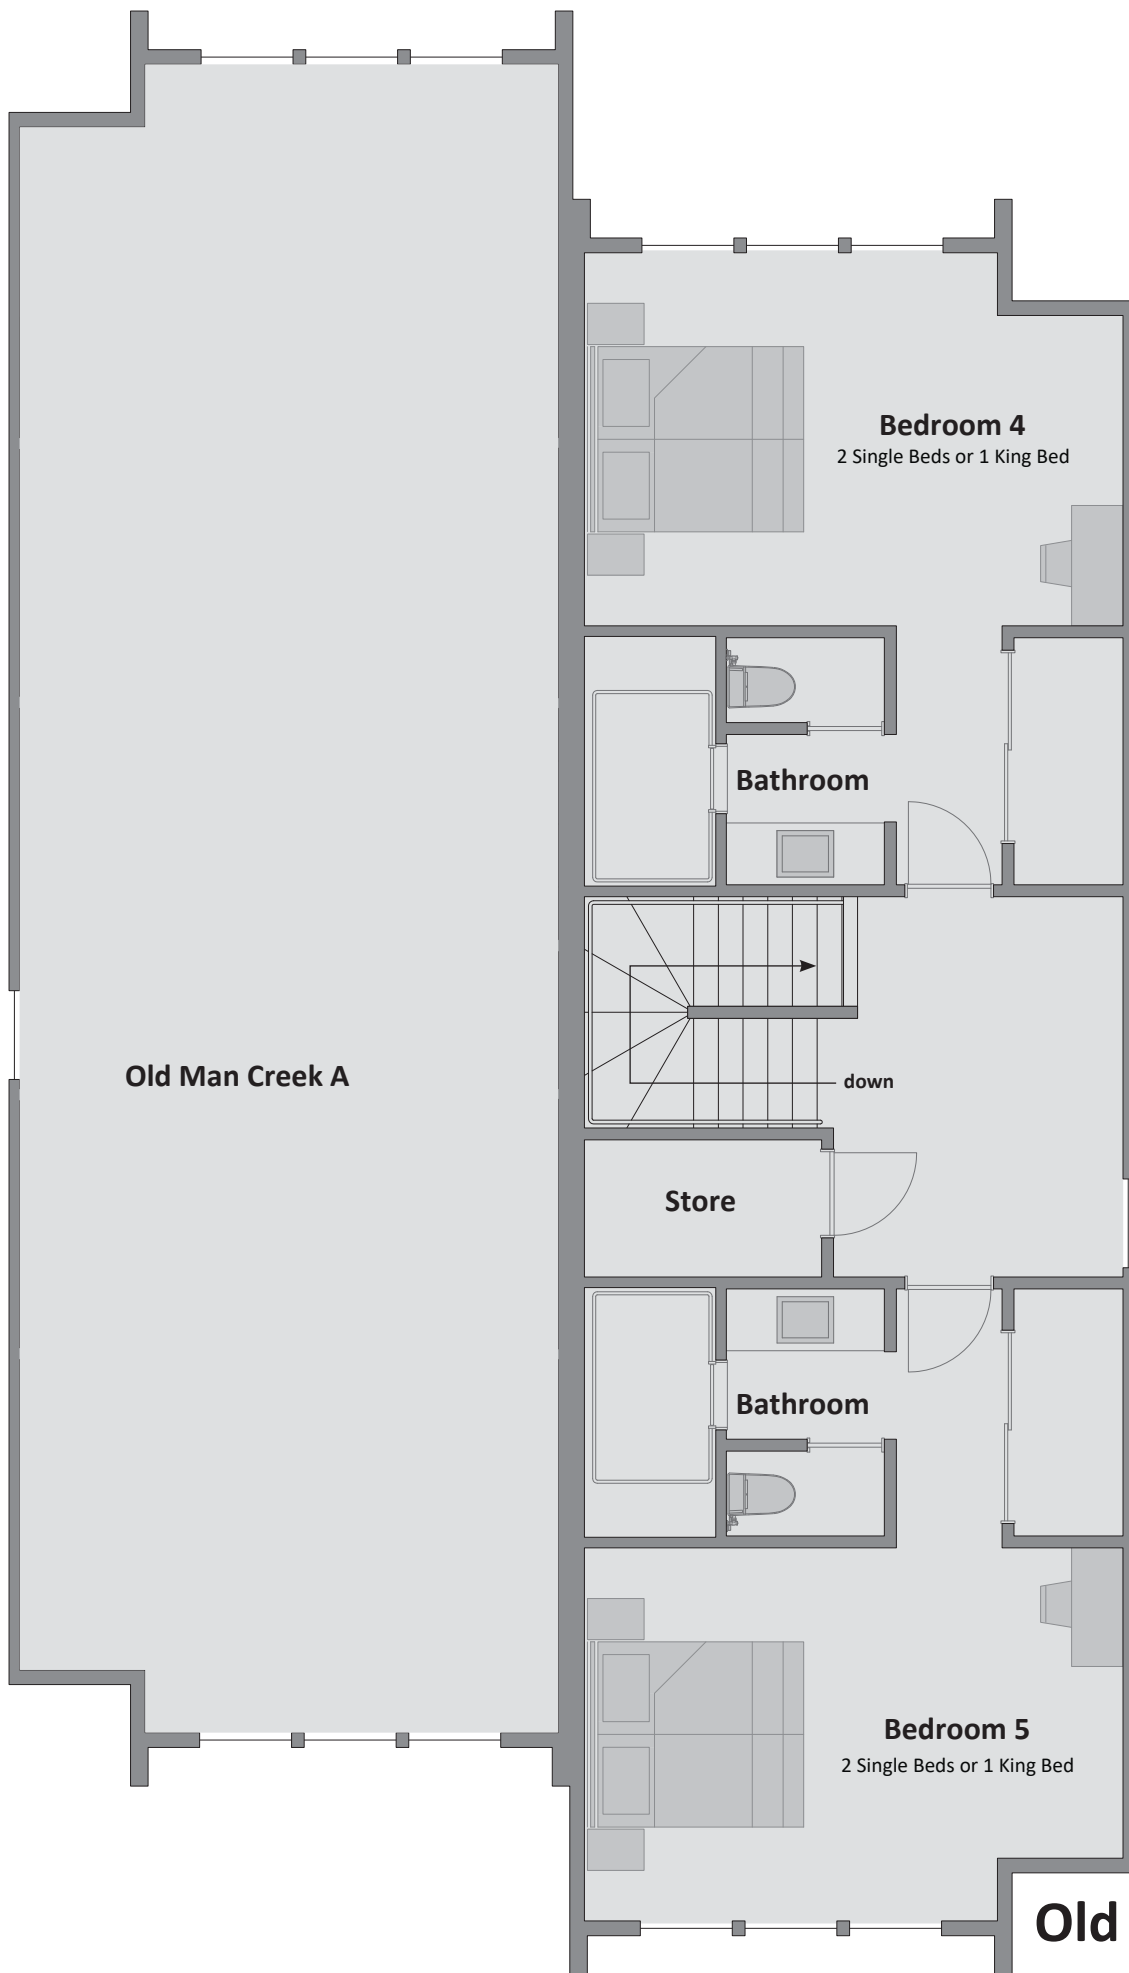 Bedroom 4
2 Single Beds or 1 King Bed
Bathroom
Old Man Creek A
down
Store
Bathroom
Bedroom 5
2 Single Beds or 1 King Bed
Old